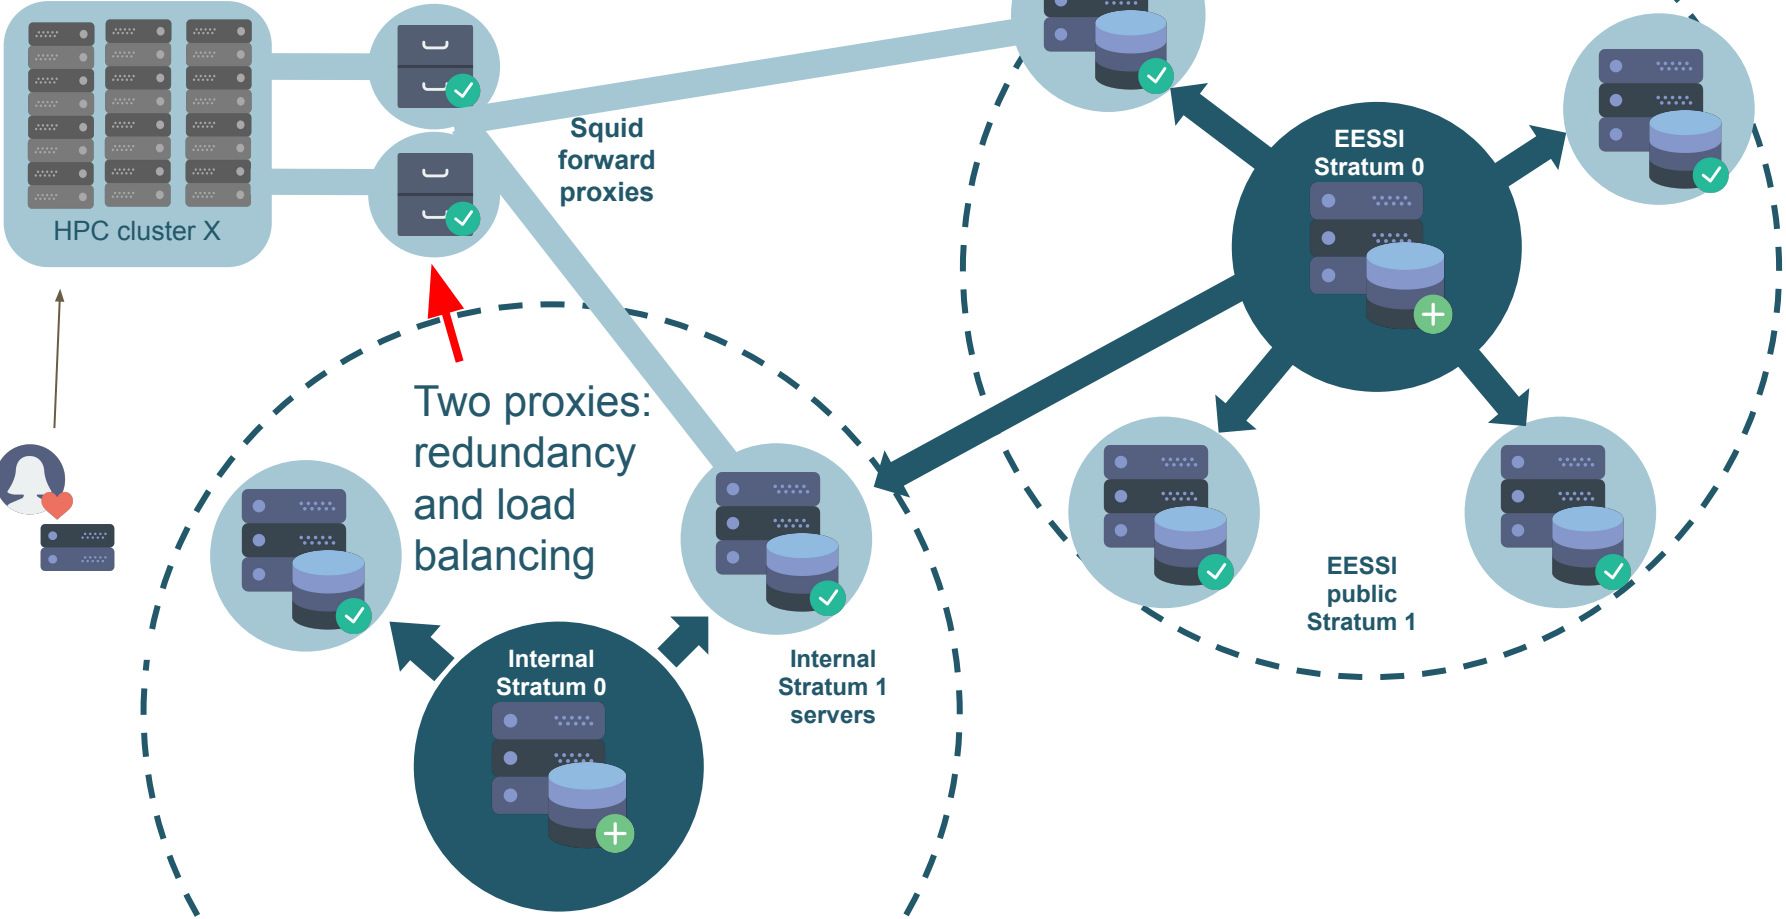 HPC cluster X
Squid
forward
proxies
EESSI
Stratum 0
Two proxies:
redundancy
and load
balancing
EESSI
public
Stratum 1
Internal
Stratum 0
Internal
Stratum 1
servers